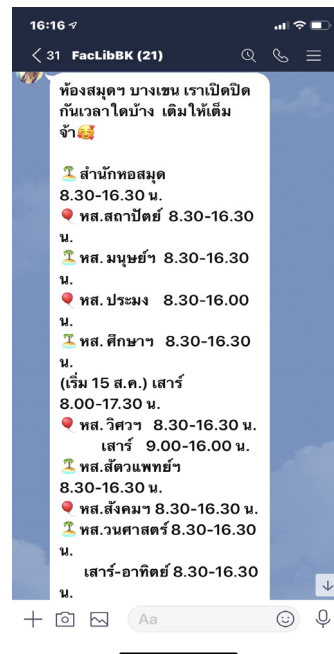 16:16
31 FacLibBK (21)
ห้องสมุดฯ บางเขน เราเปิดปิด
กันเวลาใดบ้าง เติมให้เต็ม
จ้า🥰
🏝️ สำนักหอสมุด
8.30-16.30 น.
🎈 หส.สถาปัตย์ 8.30-16.30
น.
🏝️ หส. มนุษย์ฯ 8.30-16.30
น.
🎈 หส. ประมง 8.30-16.00
น.
🏝️ หส. ศึกษาฯ 8.30-16.30
น.
(เริ่ม 15 ส.ค.) เสาร์
8.00-17.30 น.
🎈 หส. วิศวฯ 8.30-16.30 น.
เสาร์ 9.00-16.00 น.
🏝️ หส.สัตวแพทย์ฯ
8.30-16.30 น.
🎈 หส.สังคมฯ 8.30-16.30 น.
🏝️ หส.วนศาสตร์ 8.30-16.30
น.
เสาร์-อาทิตย์ 8.30-16.30
น.
Aa